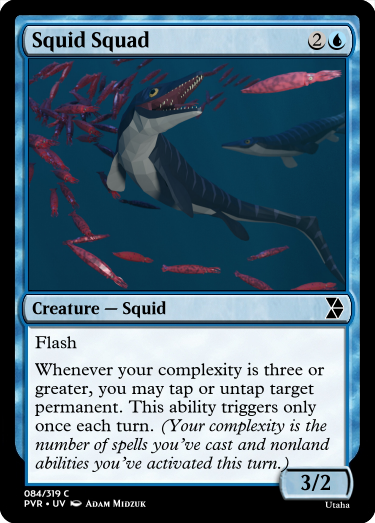 Squid Squad
2
Creature — Squid
Flash
Whenever your complexity is three or
greater, you may tap or untap target
permanent. This ability triggers only
once each turn. (Your complexity is the
number of spells you've cast and nonland
abilities you've activated this turn.)
3/2
084/319 C
PVR • UV Adam Midzuk
Utaha